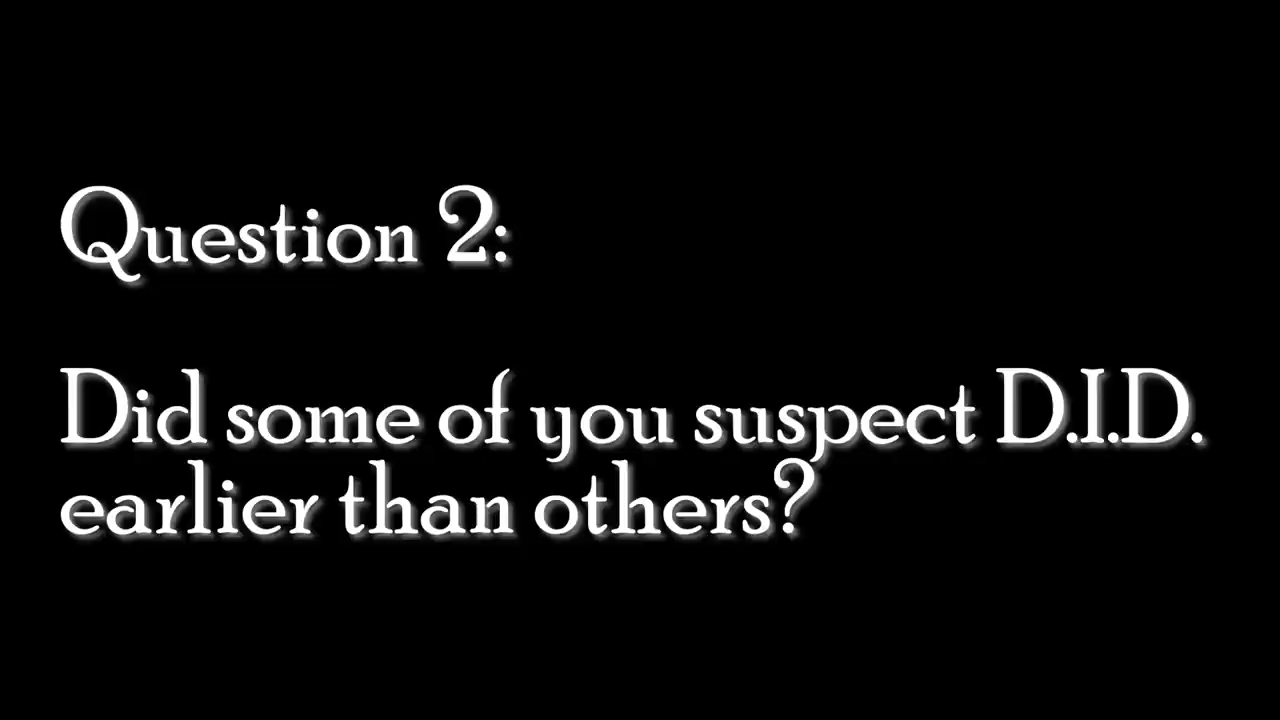 Question 2:
Did some of you suspect D.I.D.
earlier than others?